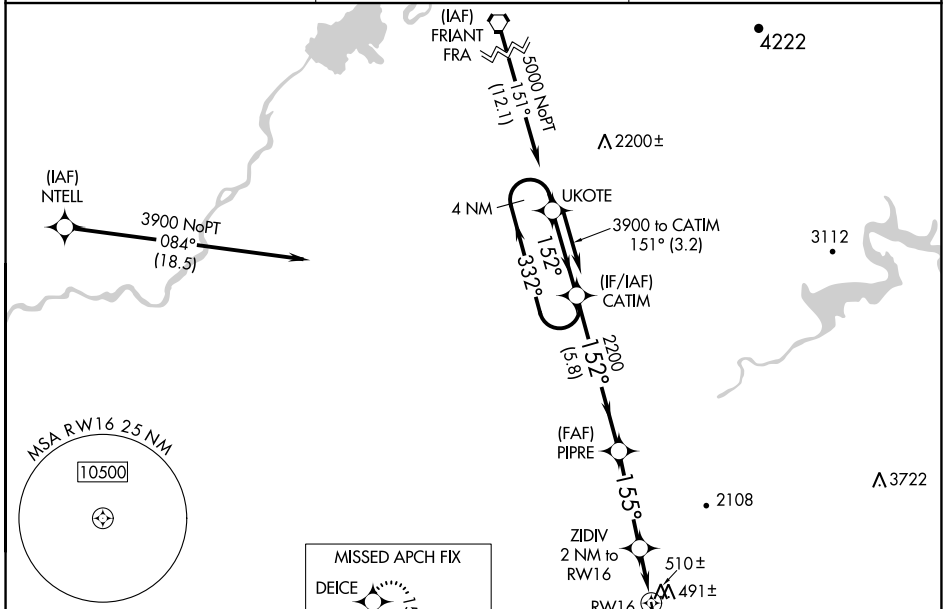 (IAF)
FRIANT
FRA
4222
5000 NoPT
151°
(12.1)
2200±
(IAF)
NTELL
3900 NoPT
084°
(18.5)
4 NM
UKOTE
3900 to CATIM
151° (3.2)
3112
152°
332°
(IF/IAF)
CATIM
2200
152°
(5.8)
MSA RW16 25 NM
10500
(FAF)
PIPRE
155°
3722
2108
ZIDIV
2 NM to
RW16
510±
491±
RW16
MISSED APCH FIX
DEICE